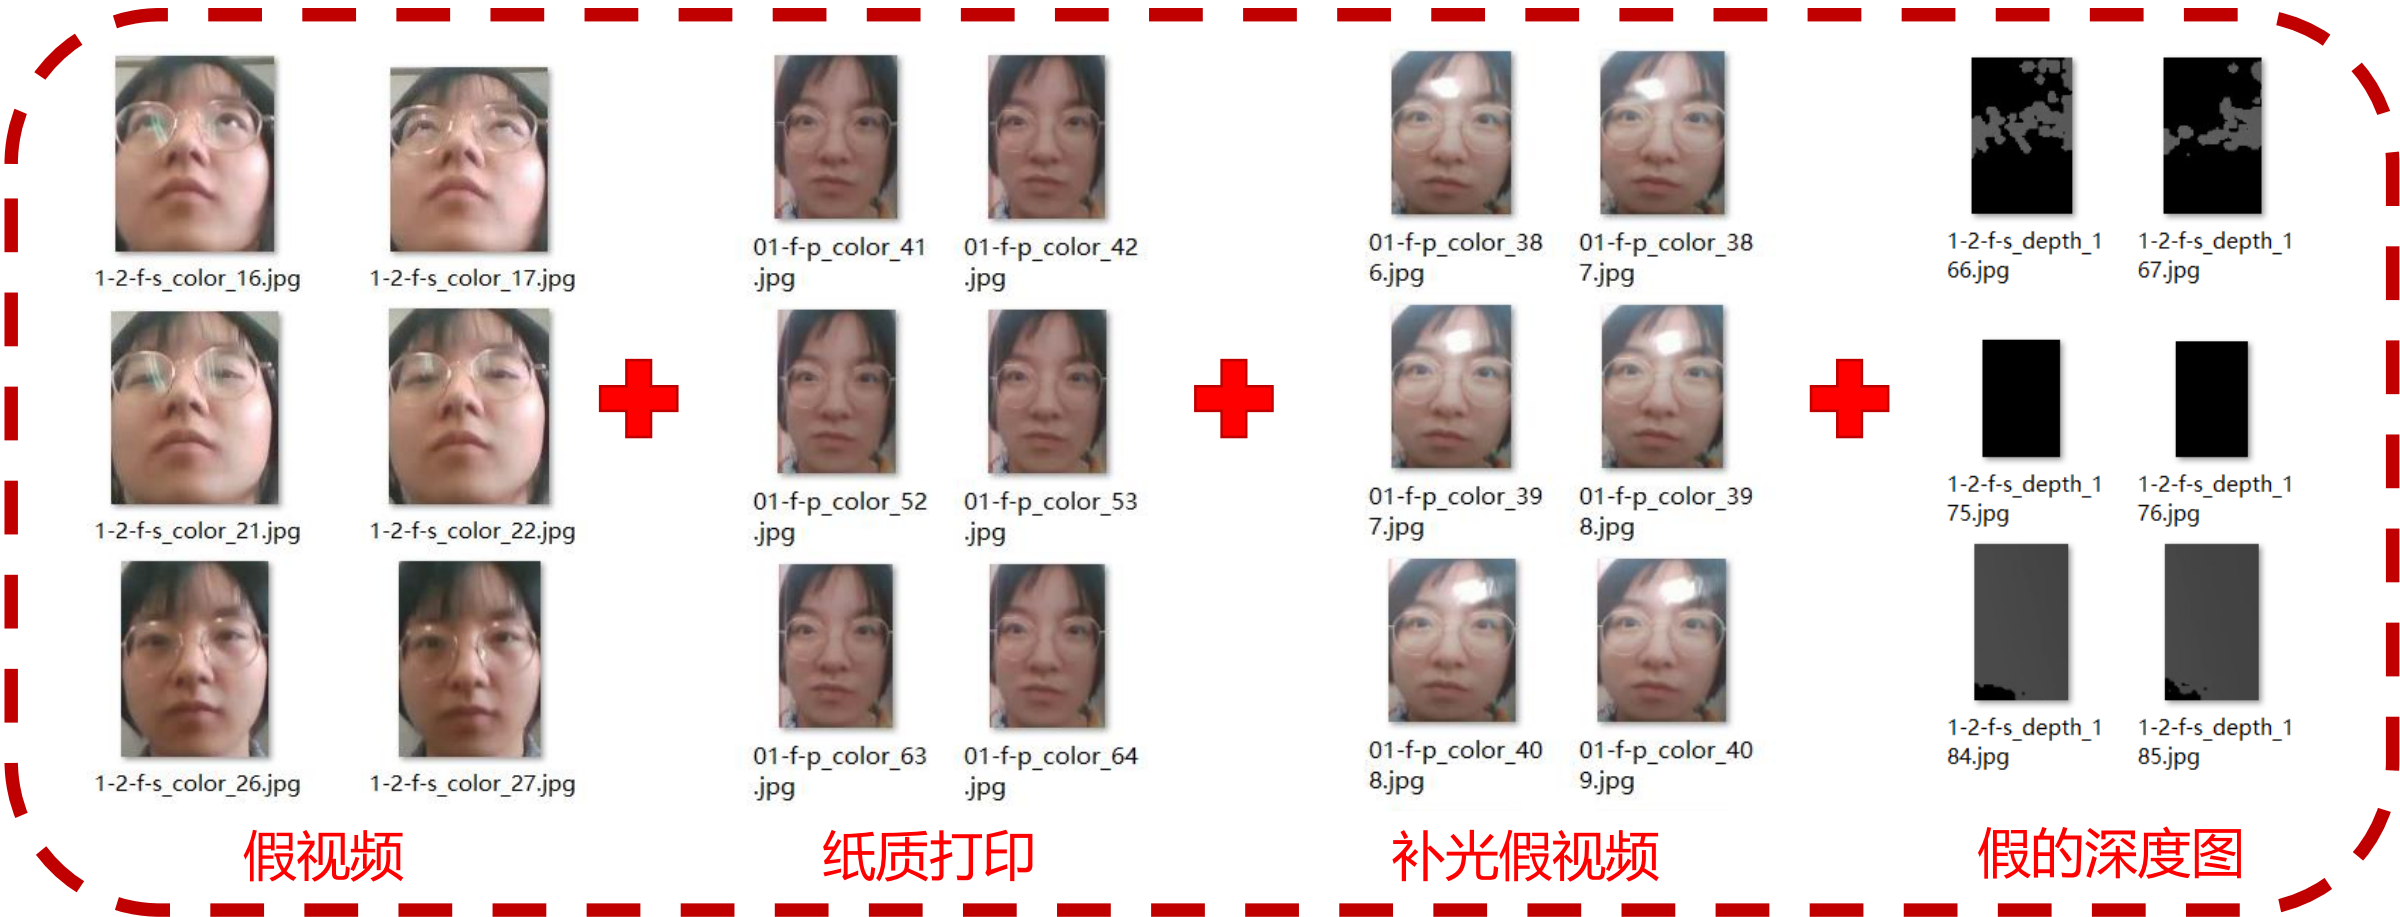 1-2-f-s_color_16.jpg
1-2-f-s_color_17.jpg
1-2-f-s_color_21.jpg
1-2-f-s_color_22.jpg
1-2-f-s_color_26.jpg
1-2-f-s_color_27.jpg
假视频
01-f-p_color_41
.jpg
01-f-p_color_42
.jpg
01-f-p_color_52
.jpg
01-f-p_color_53
.jpg
01-f-p_color_63
.jpg
01-f-p_color_64
.jpg
纸质打印
01-f-p_color_38
6.jpg
01-f-p_color_38
7.jpg
01-f-p_color_39
7.jpg
01-f-p_color_39
8.jpg
01-f-p_color_40
8.jpg
01-f-p_color_40
9.jpg
补光假视频
1-2-f-s_depth_1
66.jpg
1-2-f-s_depth_1
67.jpg
1-2-f-s_depth_1
75.jpg
1-2-f-s_depth_1
76.jpg
1-2-f-s_depth_1
84.jpg
1-2-f-s_depth_1
85.jpg
假的深度图